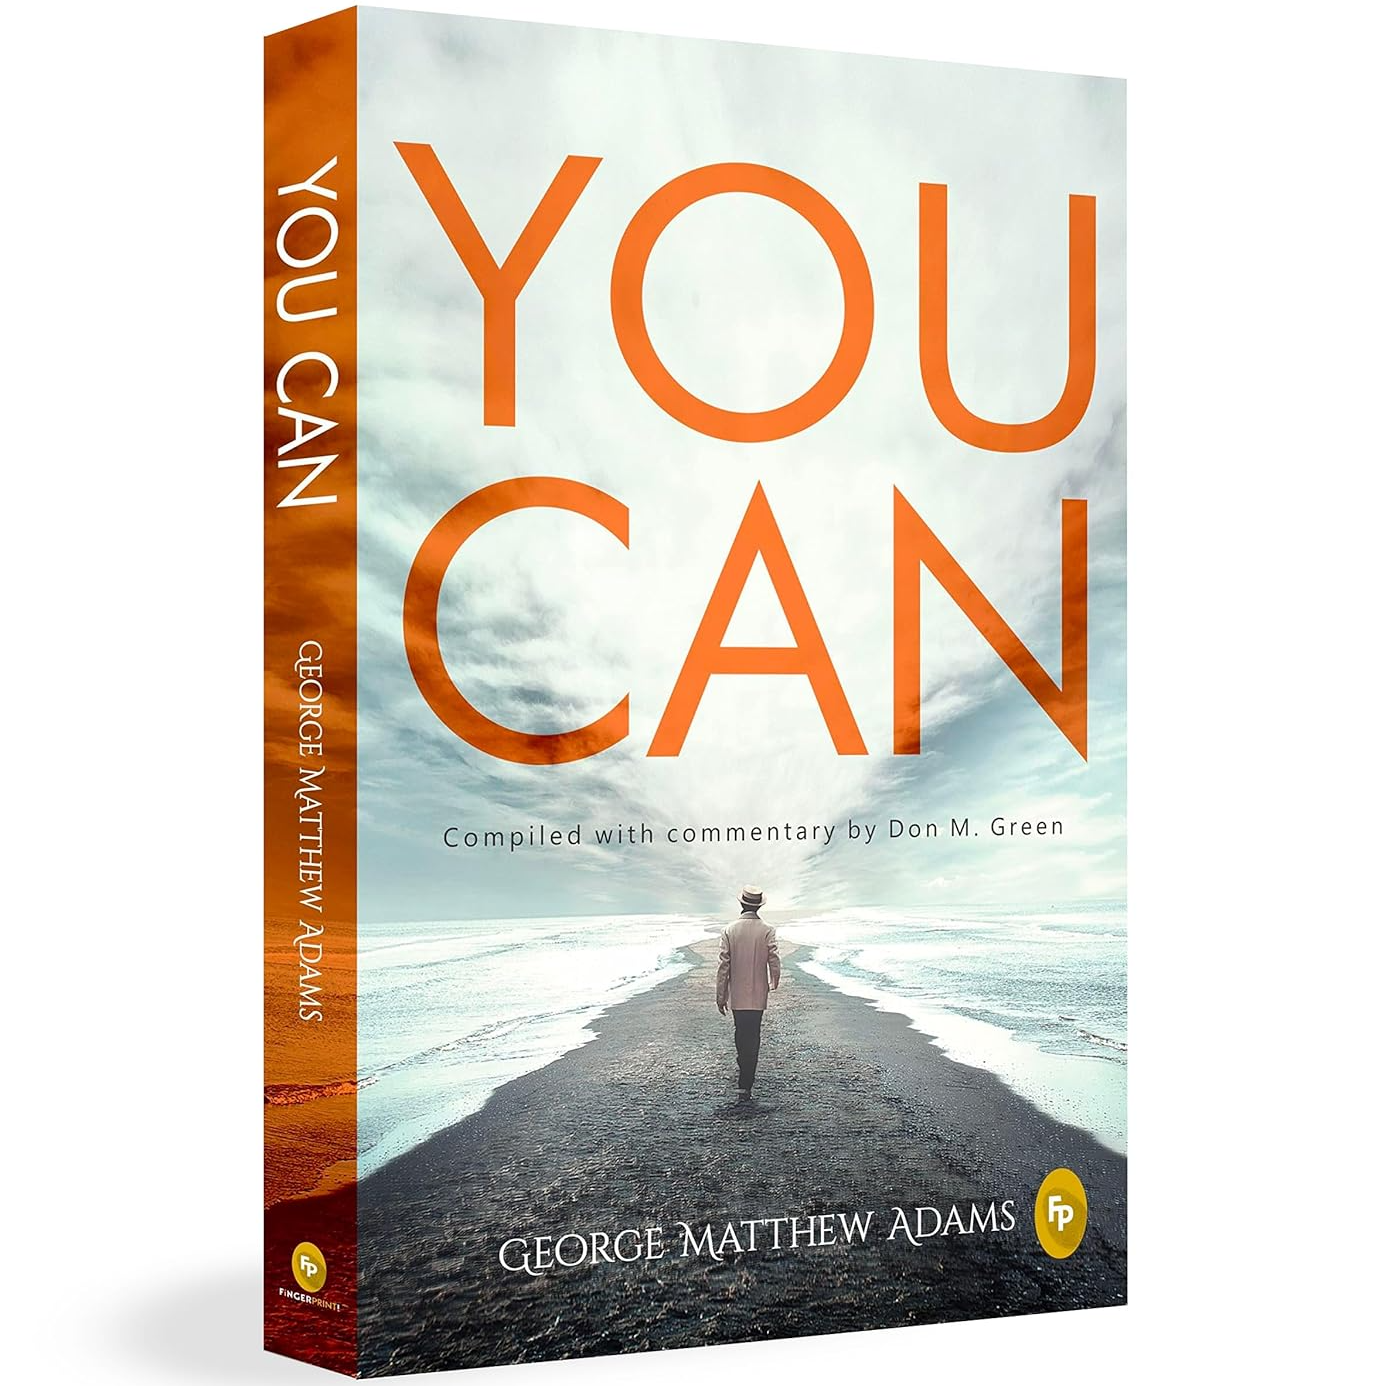 YOU CAN
GEORGE MATTHEW ADAMS
FP
FiNGERPRINT!
YOU
CAN
Compiled with commentary by Don M. Green
GEORGE MATTHEW ADAMS
FP